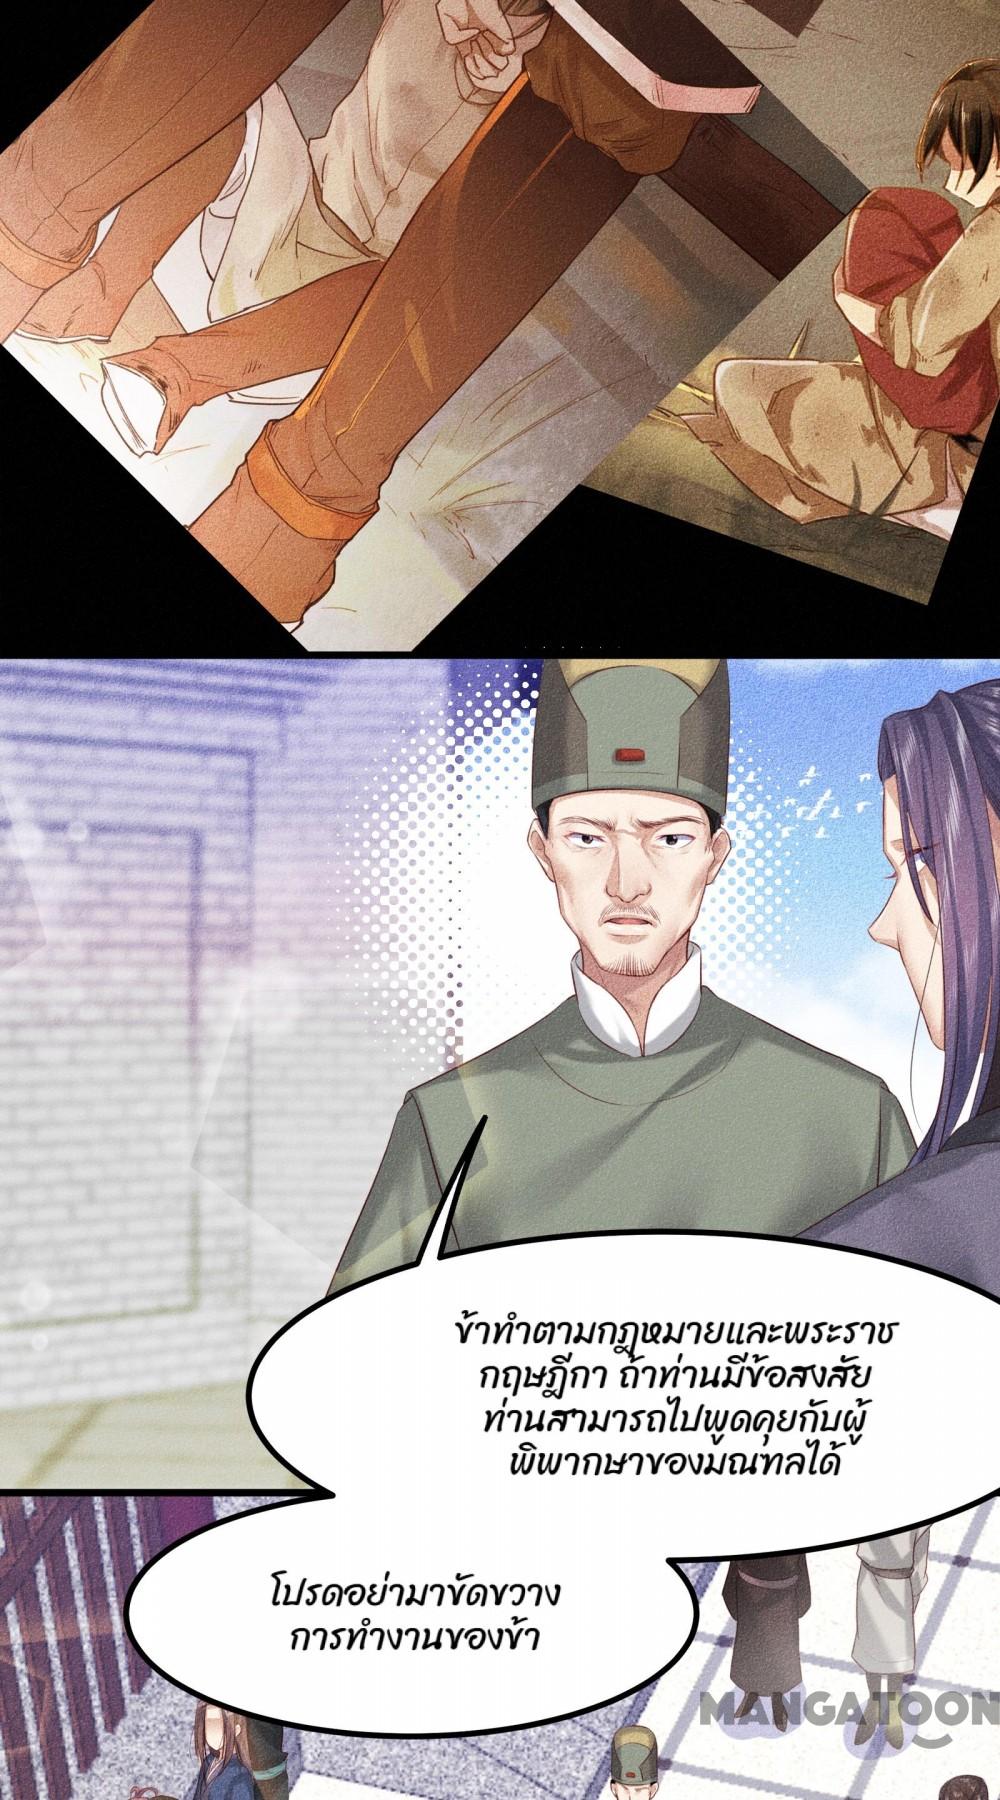 ข้าทำตามกฎหมายและพระราช
กฤษฎีกา ถ้าท่านมีข้อสงสัย
ท่านสามารถไปพูดคุยกับผู้
พิพากษาของมณฑลได้
โปรดอย่ามาขัดขวาง
การทำงานของข้า
MANGATOON